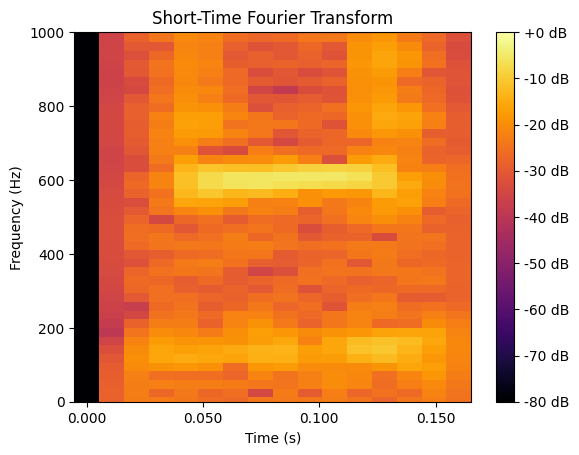 Short-Time Fourier Transform
1000
800
600
400
200
0
Frequency (Hz)
0.000
0.050
0.100
0.150
Time (s)
+0 dB
-10 dB
-20 dB
-30 dB
-40 dB
-50 dB
-60 dB
-70 dB
-80 dB